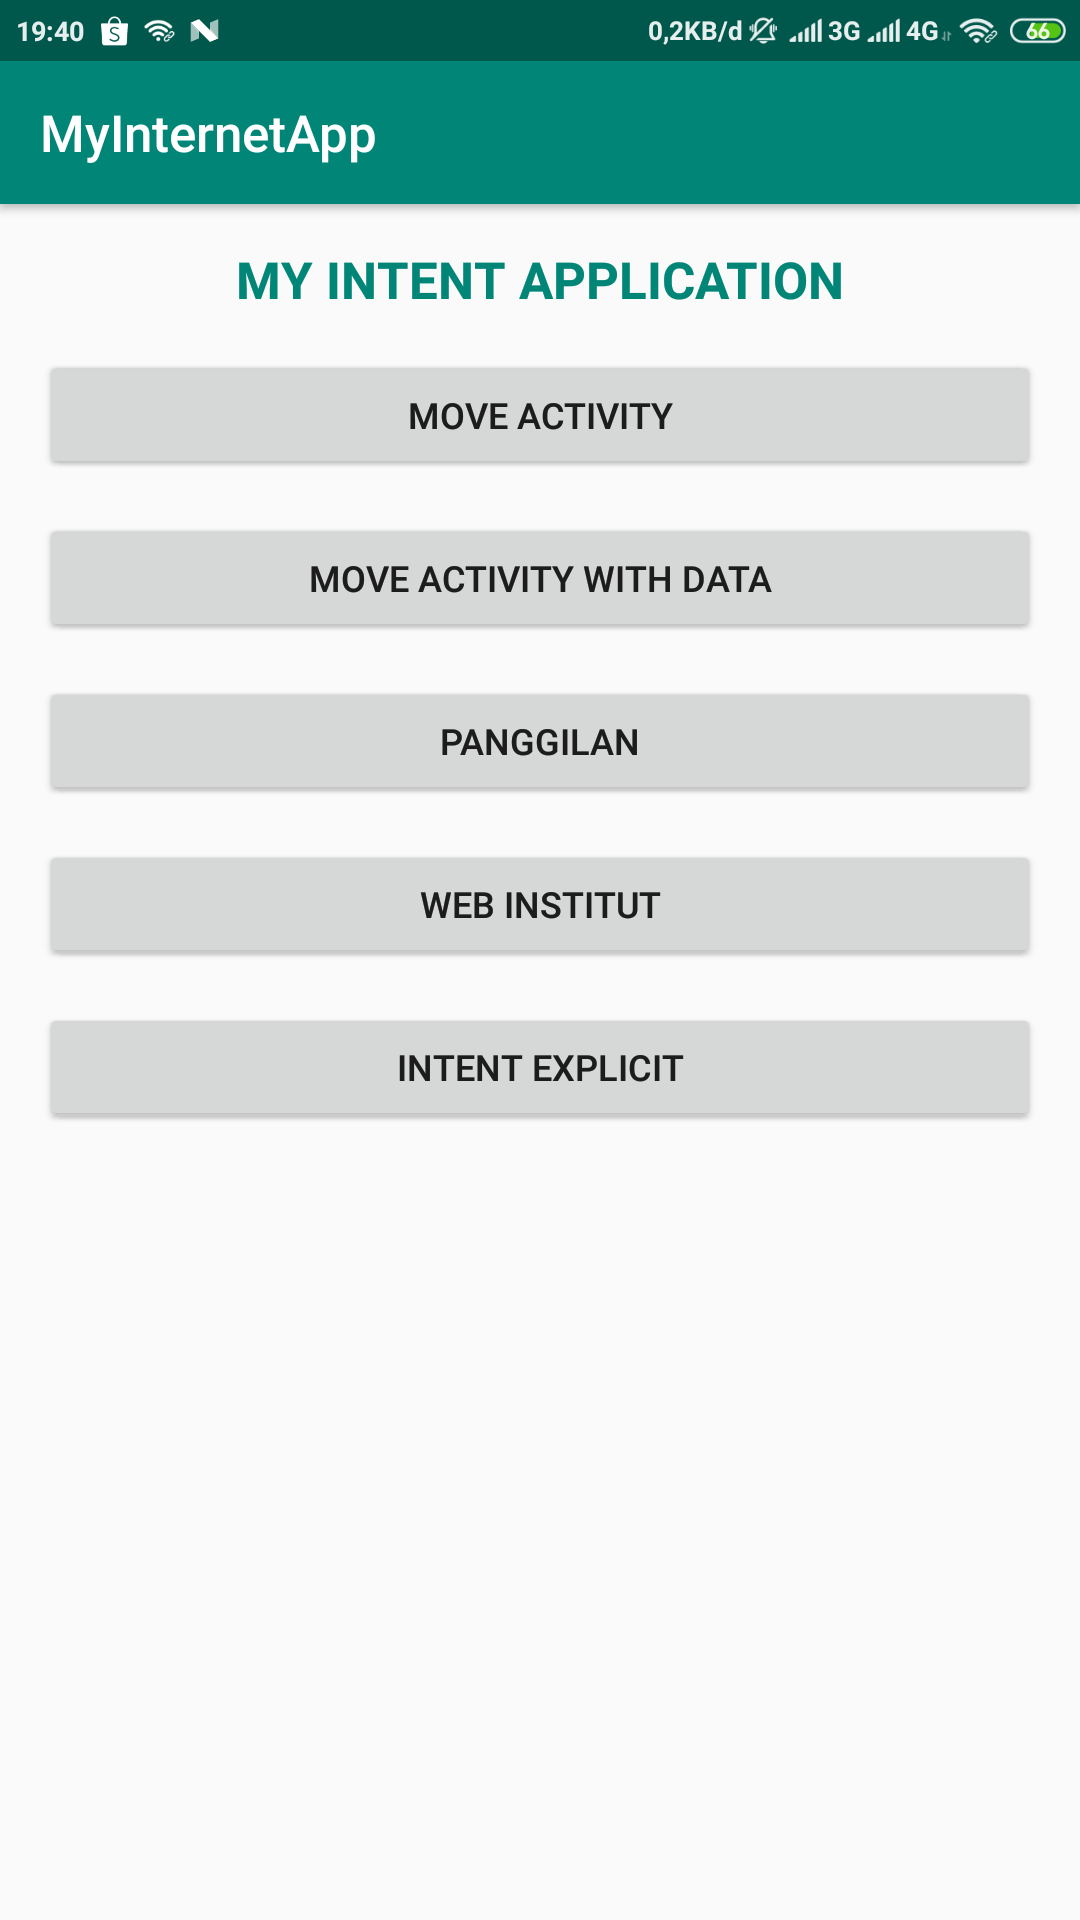 19:40 0,2KB/d 3G 4G 66
MyInternetApp
MY INTENT APPLICATION
MOVE ACTIVITY
MOVE ACTIVITY WITH DATA
PANGGILAN
WEB INSTITUT
INTENT EXPLICIT